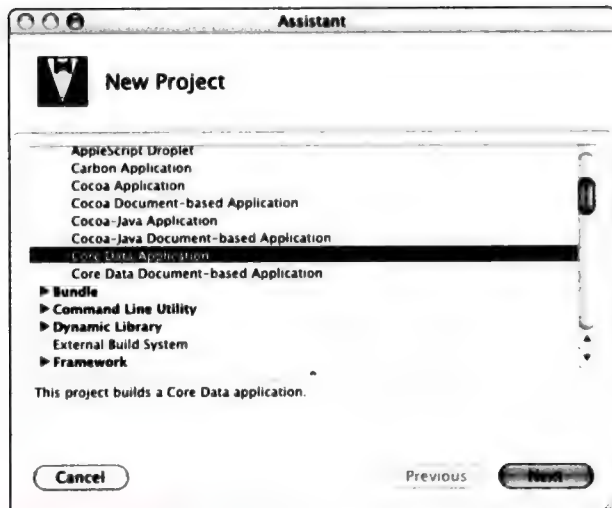 Assistant
New Project
AppleScript Droplet
Carbon Application
Cocoa Application
Cocoa Document-based Application
Cocoa-Java Application
Cocoa-Java Document-based Application
Core Data Application
Core Data Document-based Application
Bundle
Command Line Utility
Dynamic Library
External Build System
Framework
This project builds a Core Data application.
Cancel
Previous
Next